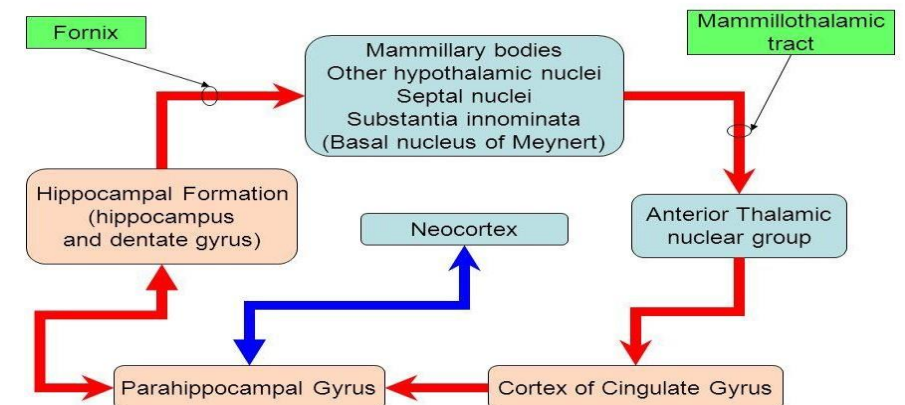 Fornix
Mammillothalamic
tract
Mammillary bodies
Other hypothalamic nuclei
Septal nuclei
Substantia innominata
(Basal nucleus of Meynert)
Hippocampal Formation
(hippocampus
and dentate gyrus)
Neocortex
Anterior Thalamic
nuclear group
Parahippocampal Gyrus
Cortex of Cingulate Gyrus